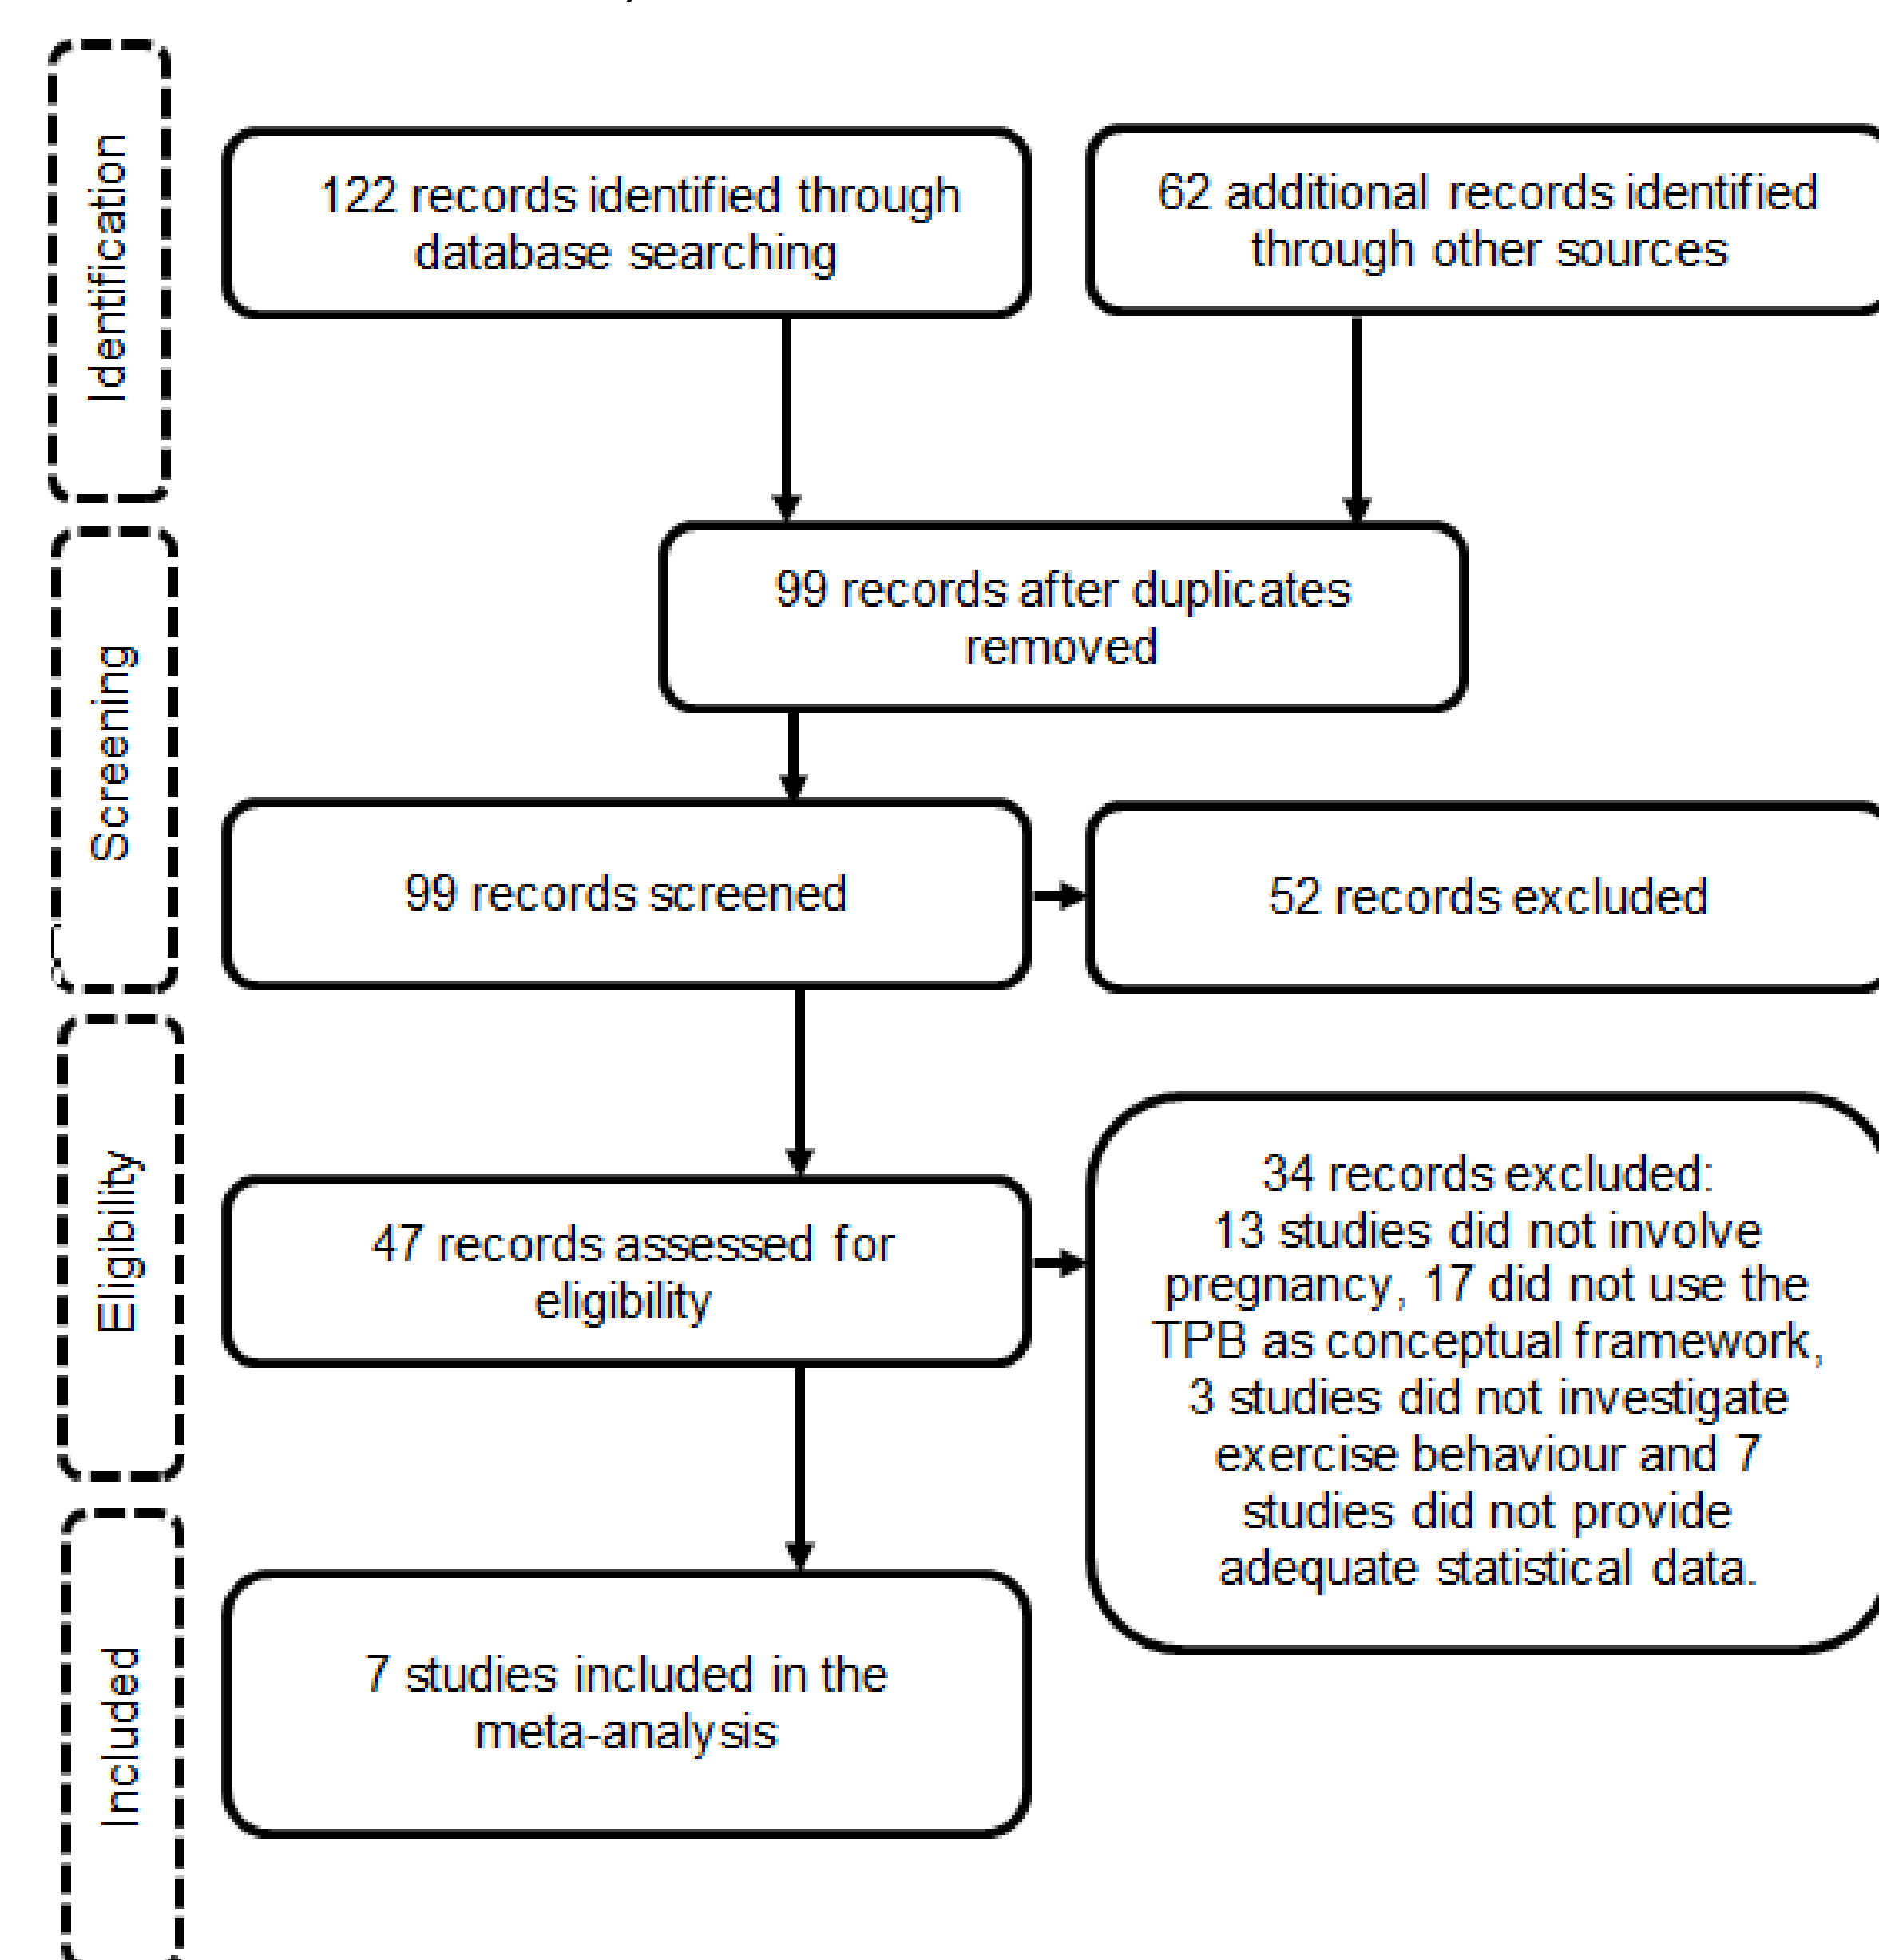 Identification
122 records identified through
database searching
62 additional records identified
through other sources
Screening
99 records after duplicates
removed
99 records screened
52 records excluded
Eligibility
47 records assessed for
eligibility
34 records excluded:
13 studies did not involve
pregnancy, 17 did not use the
TPB as conceptual framework,
3 studies did not investigate
exercise behaviour and 7
studies did not provide
adequate statistical data.
Included
7 studies included in the
meta-analysis